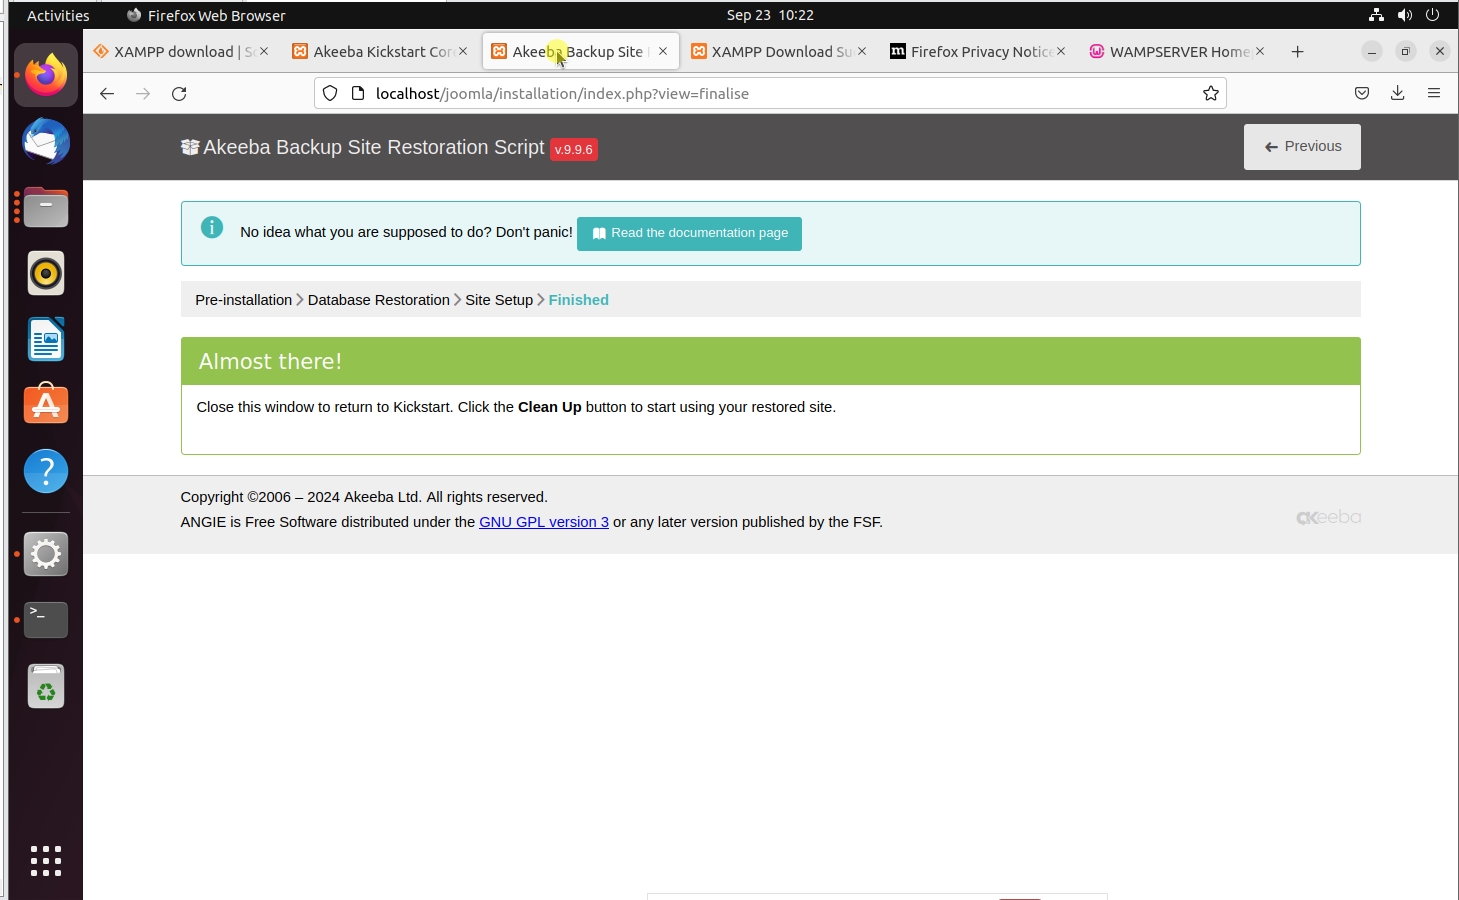 Activities
Firefox Web Browser
Sep 23 10:22
XAMPP download | S
Akeeba Kickstart Cor
Akeeba Backup Site
XAMPP Download Su
Firefox Privacy Notice
WAMPSERVER Home
localhost/joomla/installation/index.php?view=finalise
Akeeba Backup Site Restoration Script v.9.9.6
Previous
No idea what you are supposed to do? Don't panic! Read the documentation page
Pre-installation > Database Restoration > Site Setup > Finished
Almost there!
Close this window to return to Kickstart. Click the Clean Up button to start using your restored site.
Copyright ©2006 – 2024 Akeeba Ltd. All rights reserved.
ANGIE is Free Software distributed under the GNU GPL version 3 or any later version published by the FSF.
akeeba